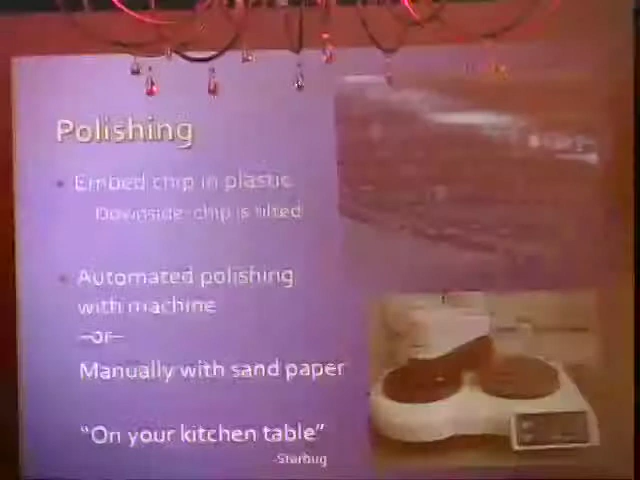 Polishing
Embed chip in plastic
Downside: chip is tilted
Automated polishing
with machine
–or–
Manually with sand paper
“On your kitchen table”
-Starbug